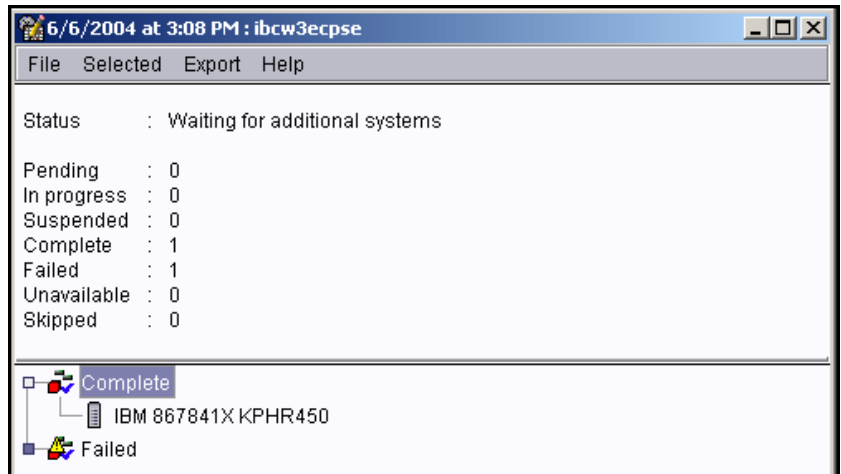 6/6/2004 at 3:08 PM : ibcw3ecpse
File Selected Export Help
Status : Waiting for additional systems
Pending : 0
In progress : 0
Suspended : 0
Complete : 1
Failed : 1
Unavailable : 0
Skipped : 0
Complete
IBM 867841X KPHR450
Failed